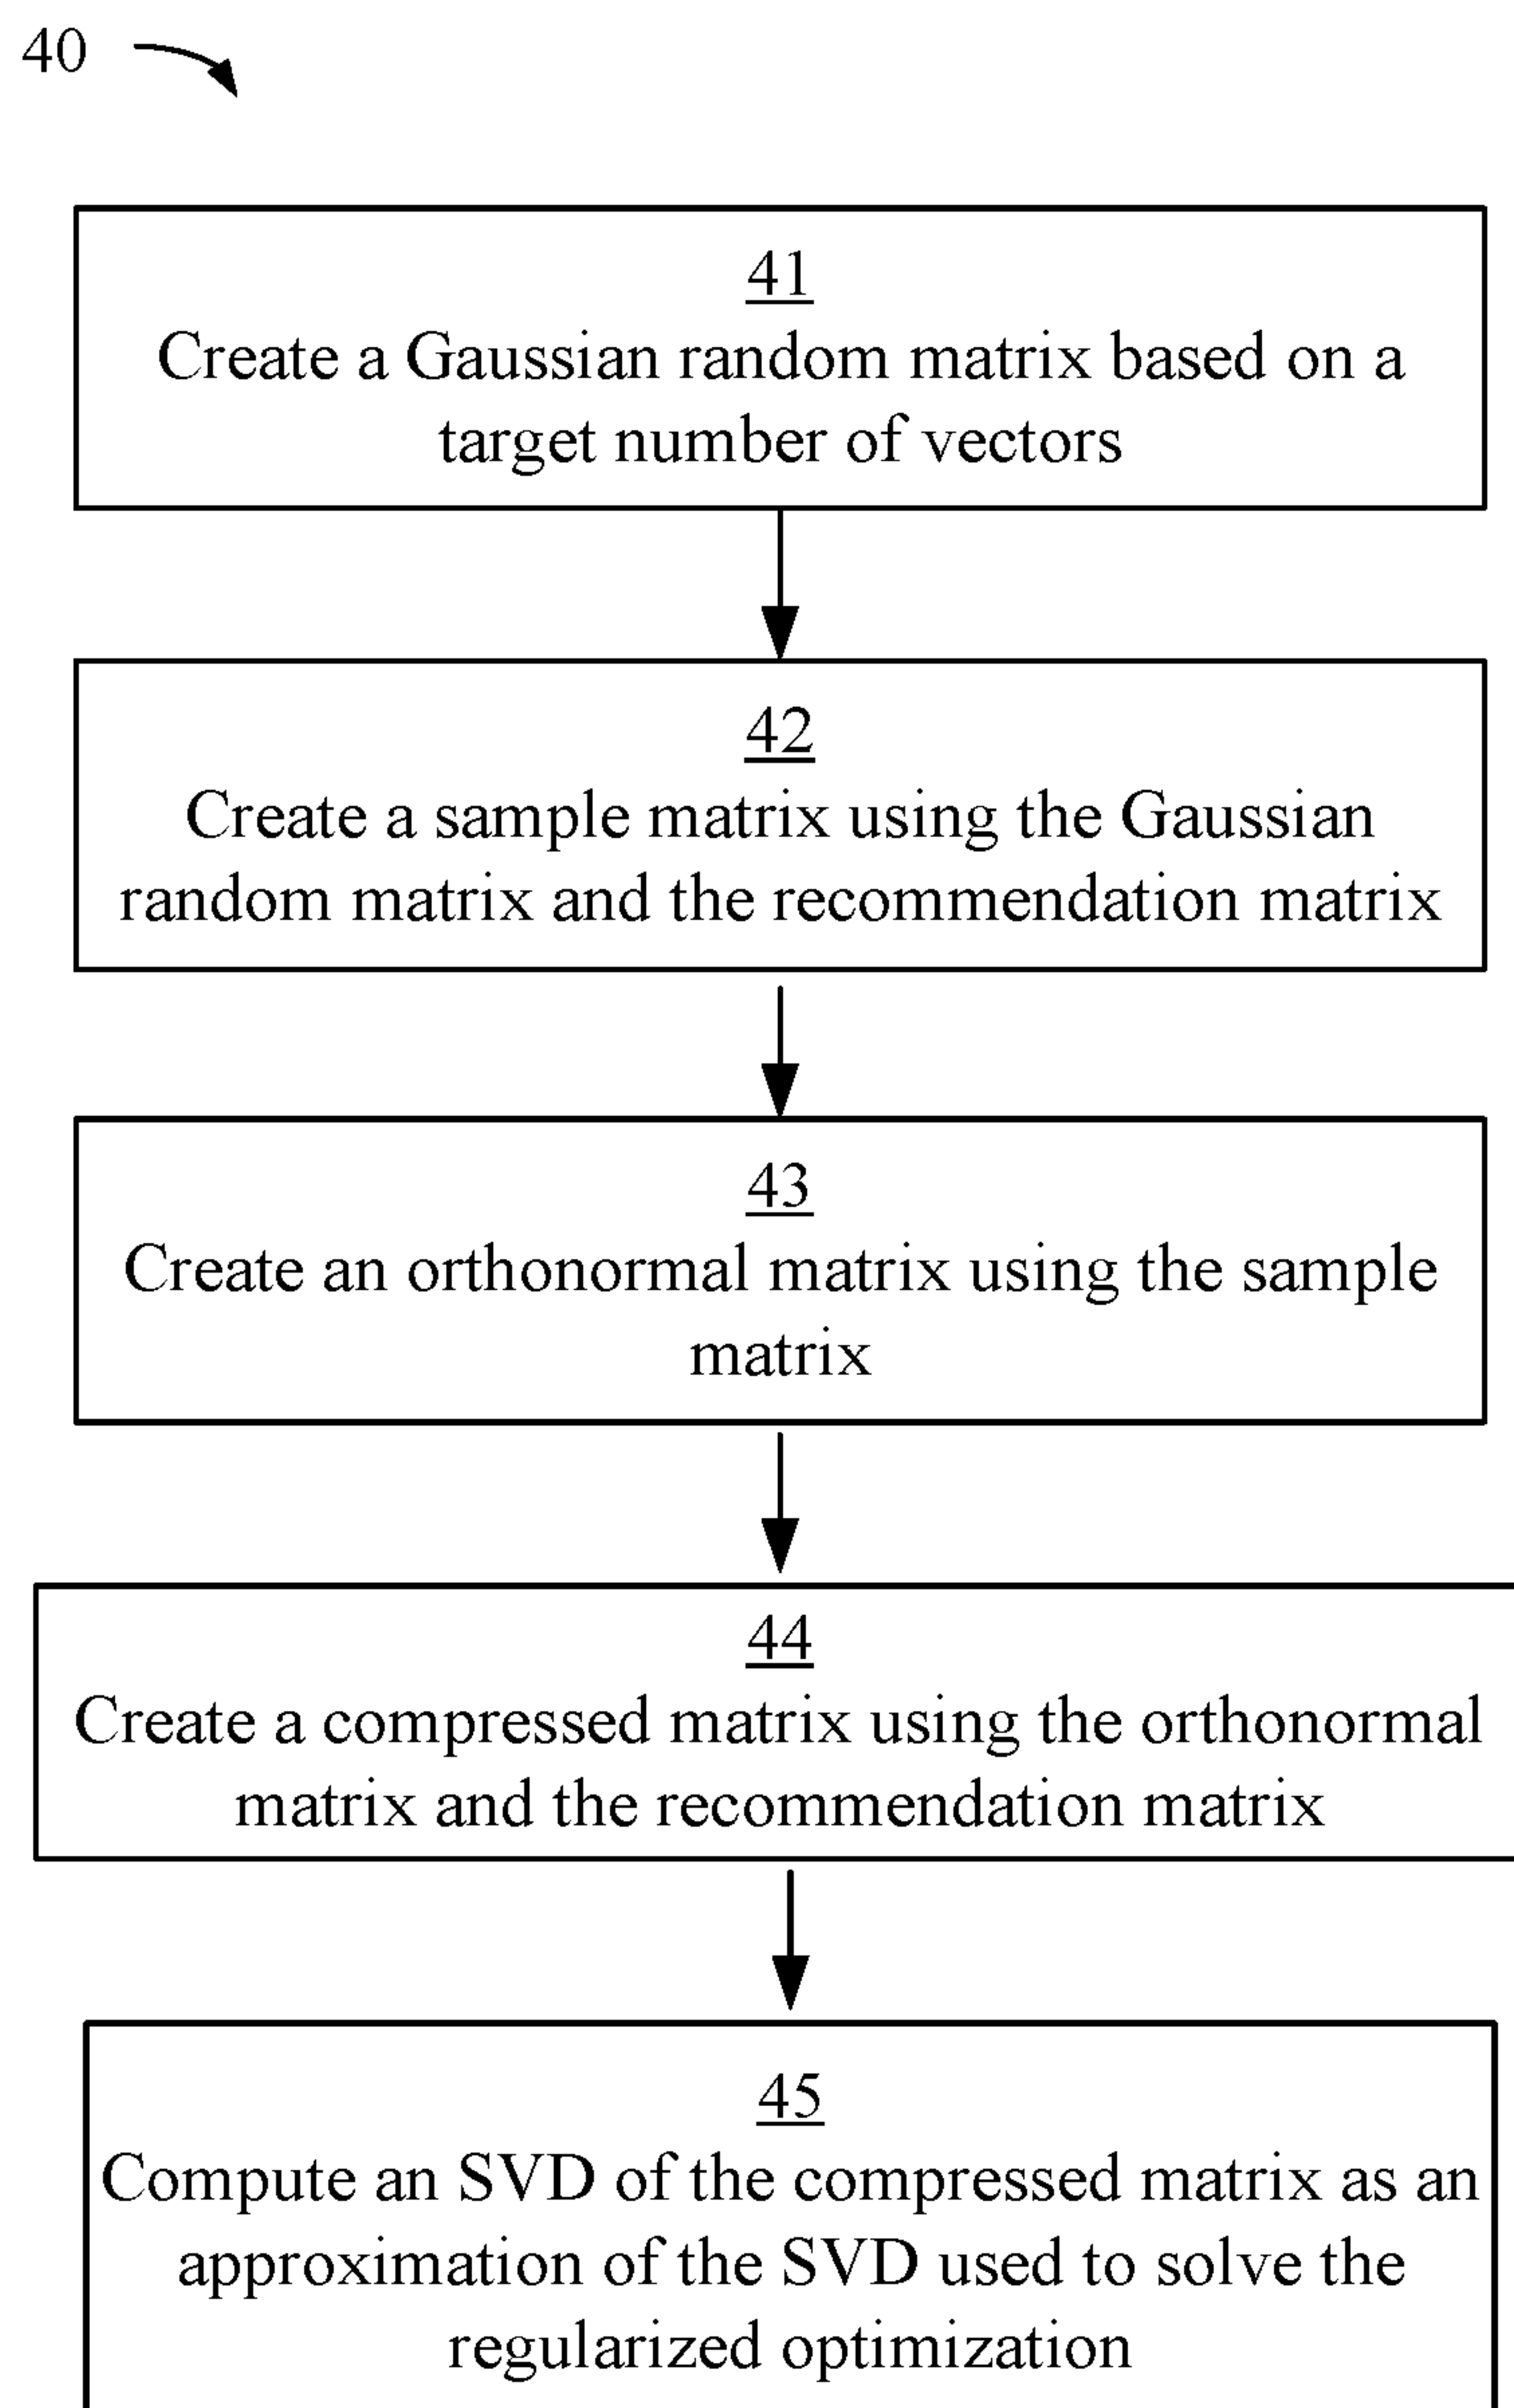 40
41
Create a Gaussian random matrix based on a
target number of vectors
42
Create a sample matrix using the Gaussian
random matrix and the recommendation matrix
43
Create an orthonormal matrix using the sample
matrix
44
Create a compressed matrix using the orthonormal
matrix and the recommendation matrix
45
Compute an SVD of the compressed matrix as an
approximation of the SVD used to solve the
regularized optimization